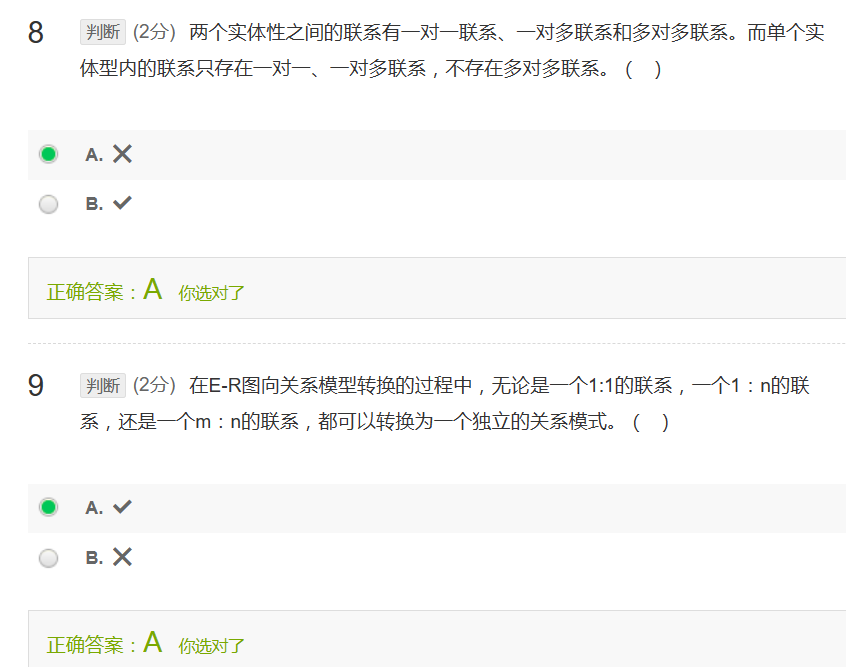 8 判断 (2分) 两个实体性之间的联系有一对一联系、一对多联系和多对多联系。而单个实
体型内的联系只存在一对一、一对多联系，不存在多对多联系。 ( )
A. ✕
B. ✓
正确答案：A 你选对了
9 判断 (2分) 在E-R图向关系模型转换的过程中，无论是一个1:1的联系，一个1：n的联
系，还是一个m：n的联系，都可以转换为一个独立的关系模式。 ( )
A. ✓
B. ✕
正确答案：A 你选对了